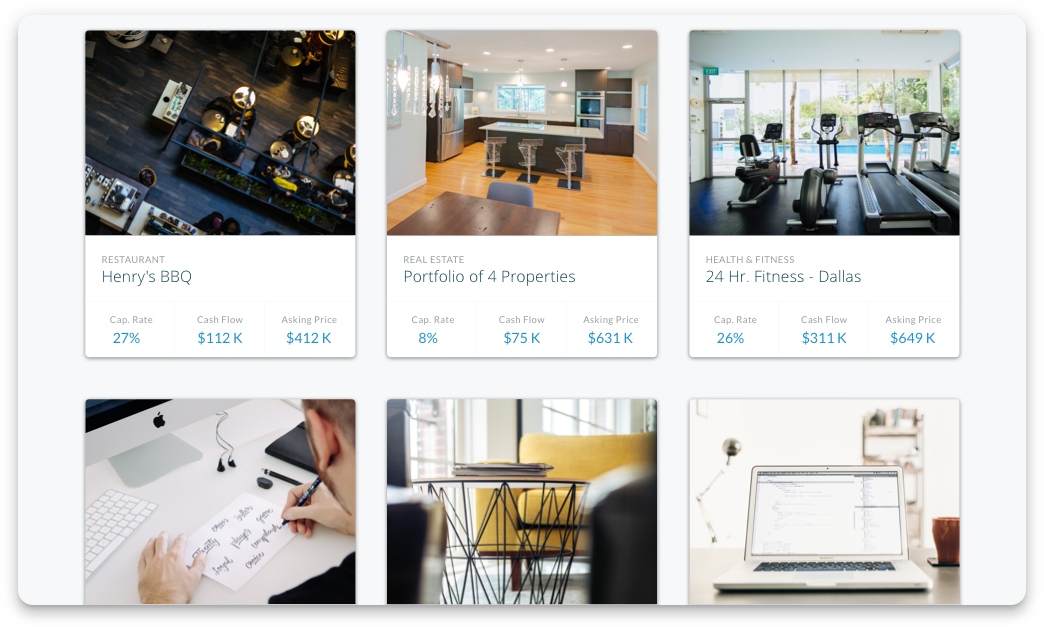 EXIT
RESTAURANT
Henry's BBQ
REAL ESTATE
Portfolio of 4 Properties
HEALTH & FITNESS
24 Hr. Fitness - Dallas
Cap. Rate
Cash Flow
Asking Price
27%
$112 K
$412 K
Cap. Rate
Cash Flow
Asking Price
8%
$75 K
$631 K
Cap. Rate
Cash Flow
Asking Price
26%
$311 K
$649 K